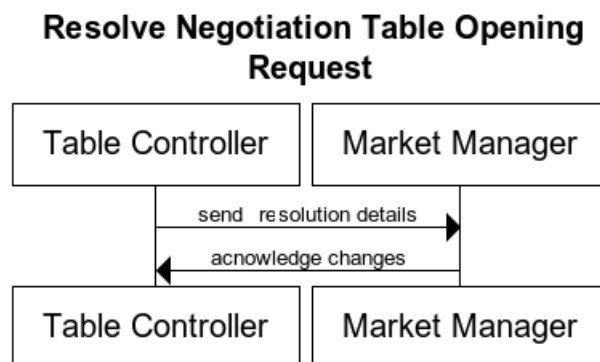 Resolve Negotiation Table Opening
Request
Table Controller
Market Manager
send resolution details
acnowledge changes
Table Controller
Market Manager